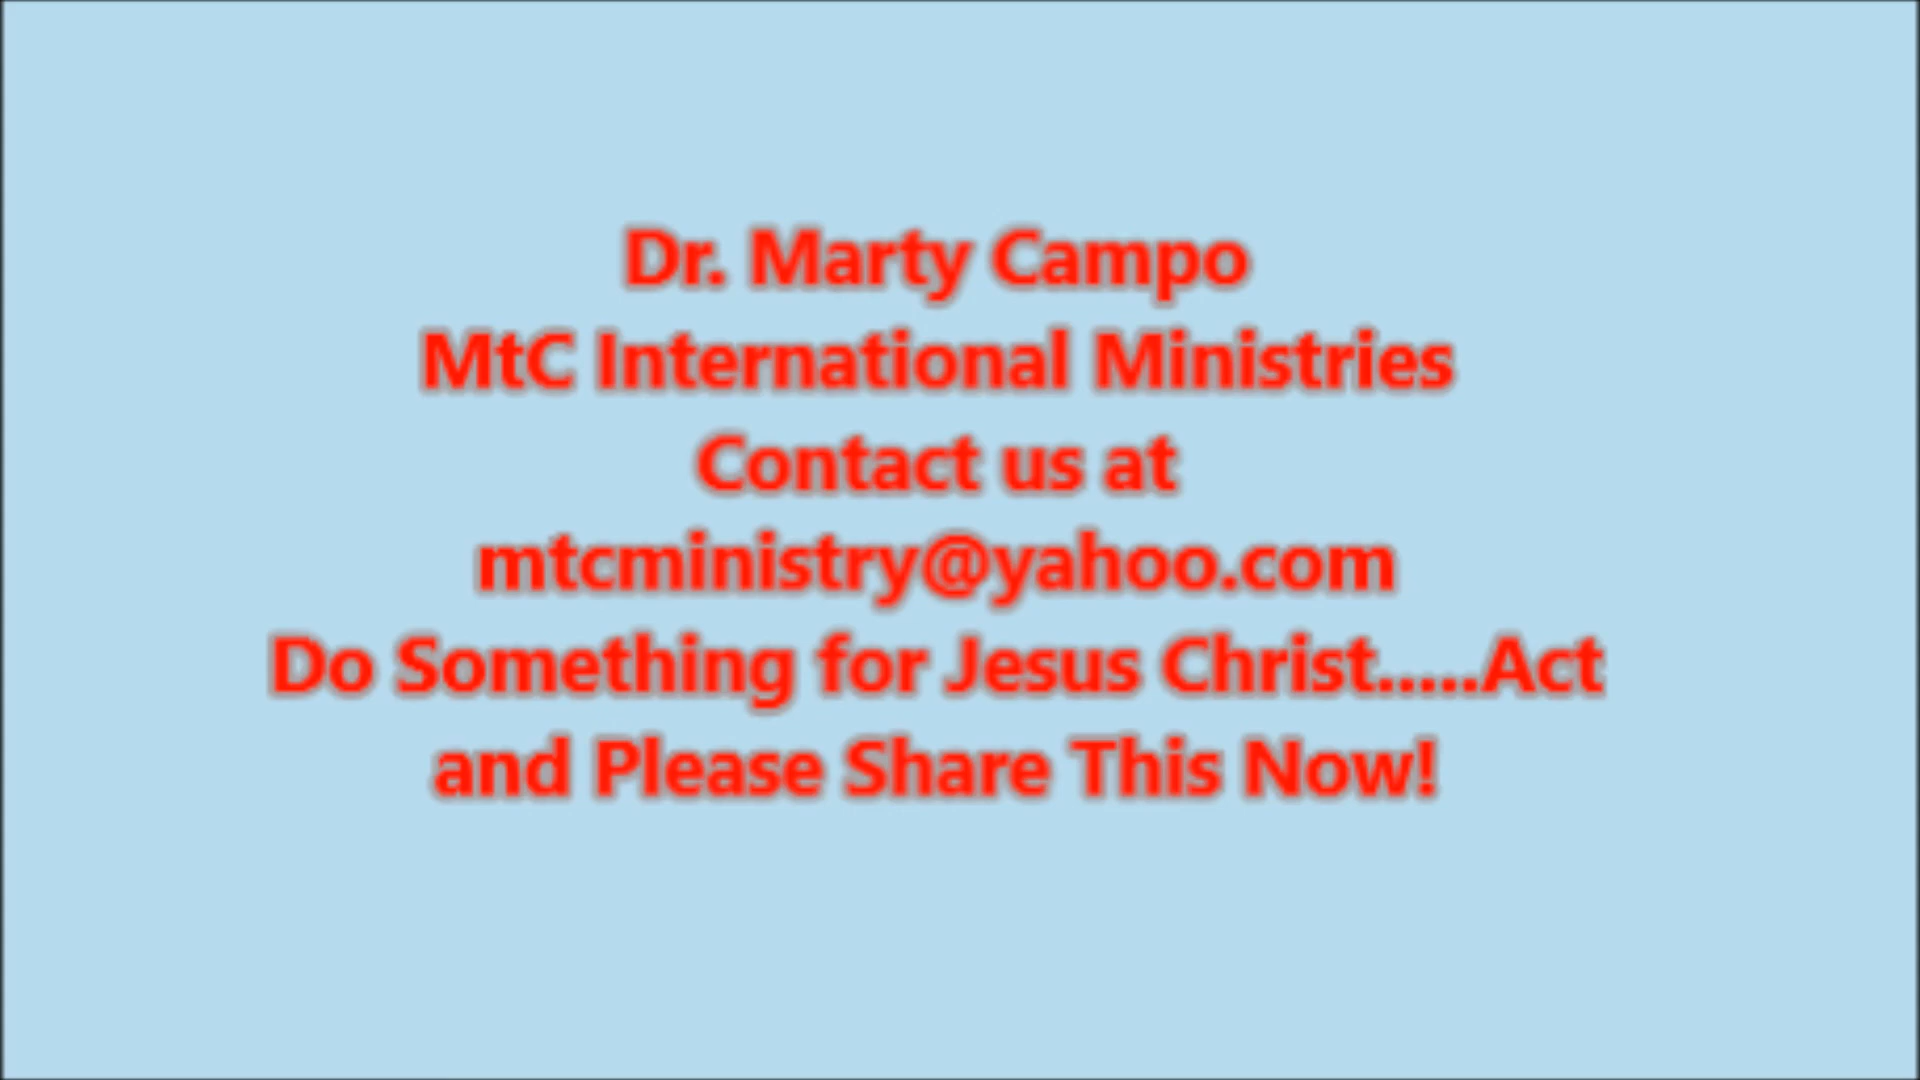 Dr. Marty Campo
MtC International Ministries
Contact us at
mtcministry@yahoo.com
Do Something for Jesus Christ.....Act
and Please Share This Now!